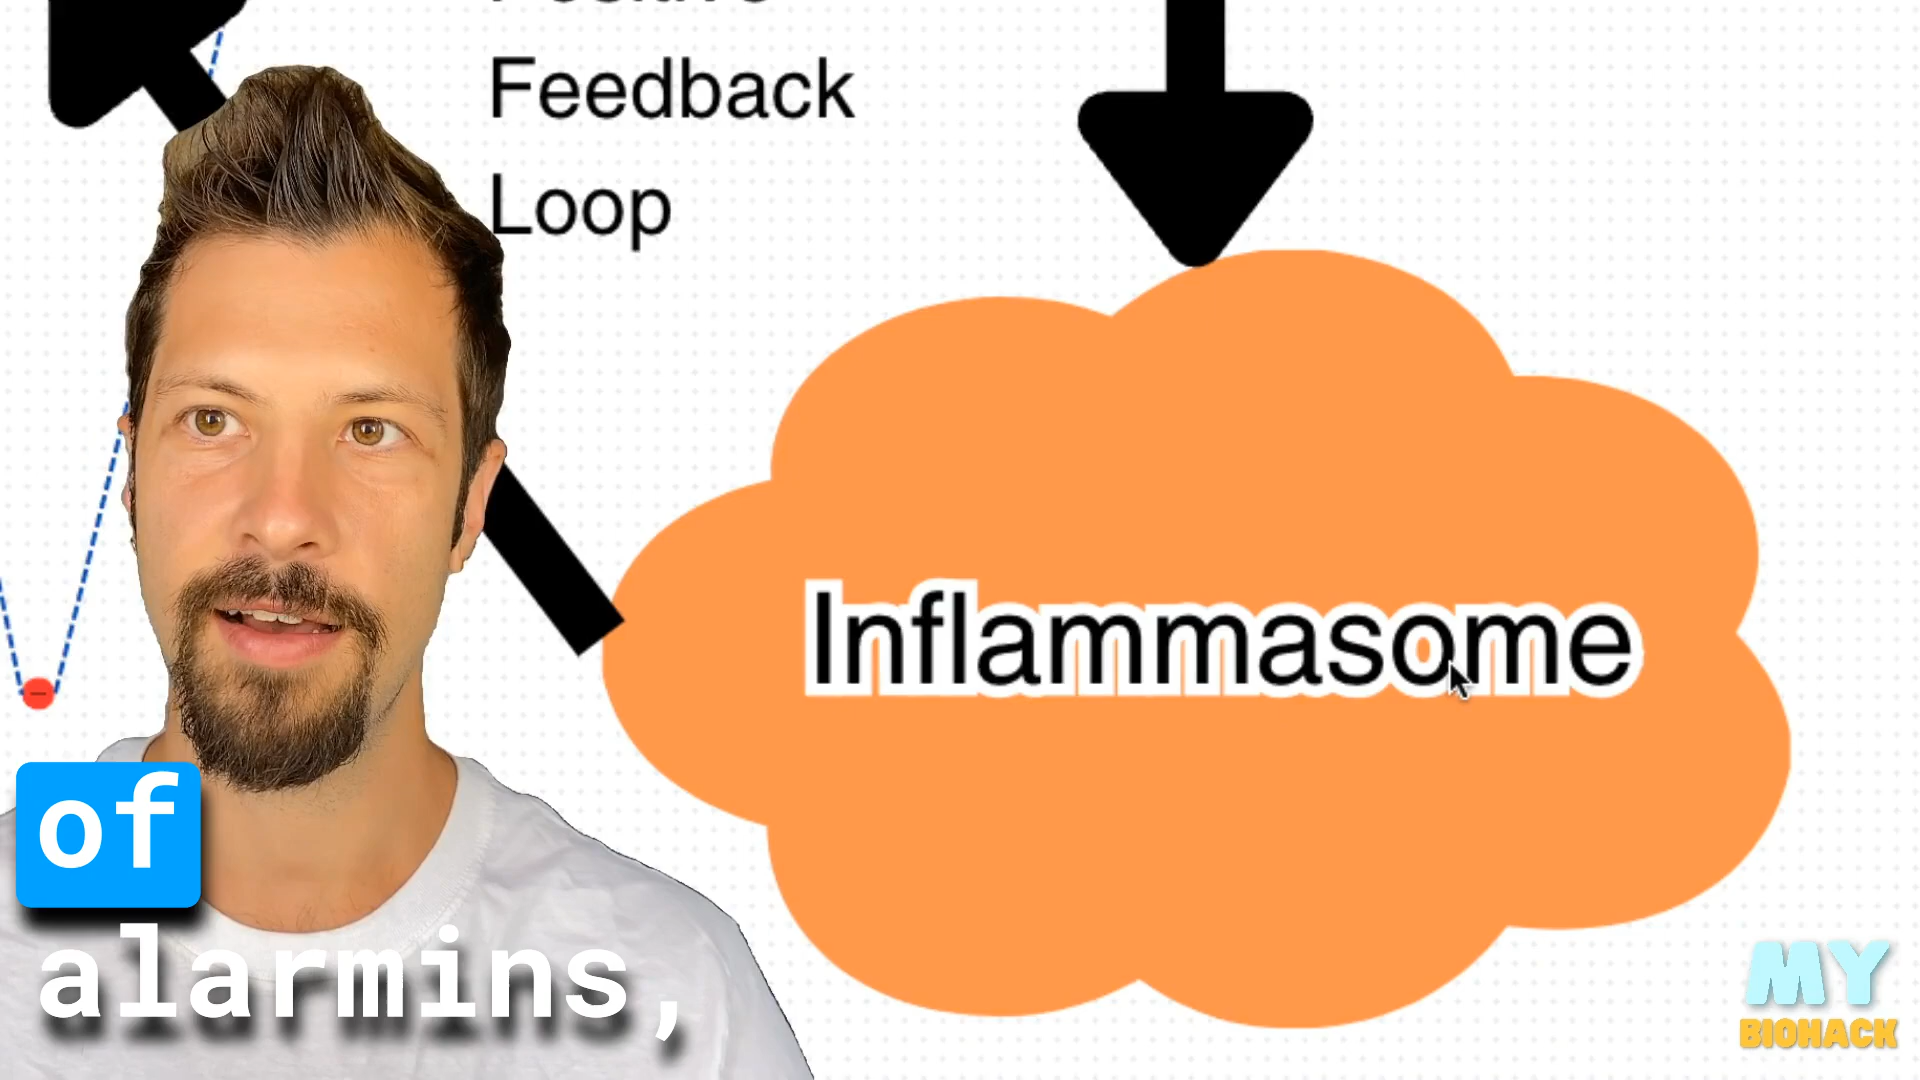 Feedback
Loop
Inflammasome
of
alarmins,
MY
BIOHACK